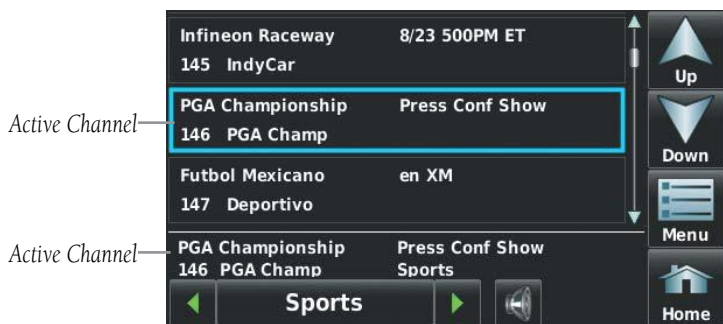 Infineon Raceway 8/23 500PM ET
145 IndyCar
Up
PGA Championship Press Conf Show
Active Channel
146 PGA Champ
Down
Futbol Mexicano en XM
147 Deportivo
Menu
Active Channel
PGA Championship Press Conf Show
146 PGA Champ Sports
Sports
Home